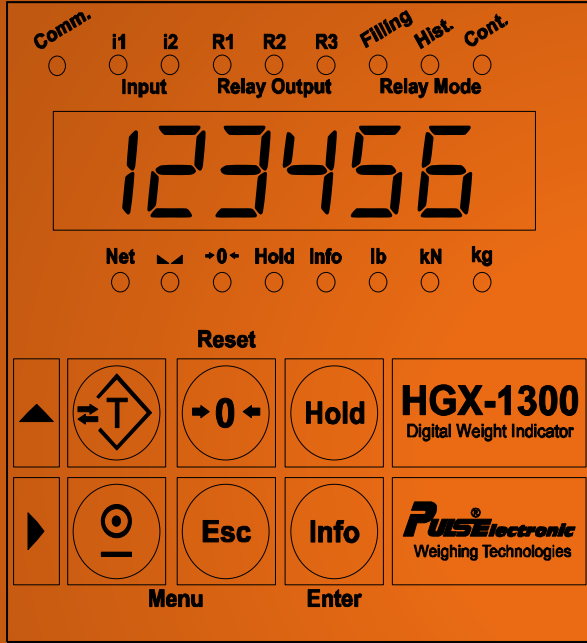 Comm. i1 i2 R1 R2 R3 Filling Hist. Cont.
Input Relay Output Relay Mode
123456
Net →0← Hold Info lb kN kg
Reset
T →0← Hold
HGX-1300
Digital Weight Indicator
Esc Info
PULSElectronic®
Weighing Technologies
Menu Enter